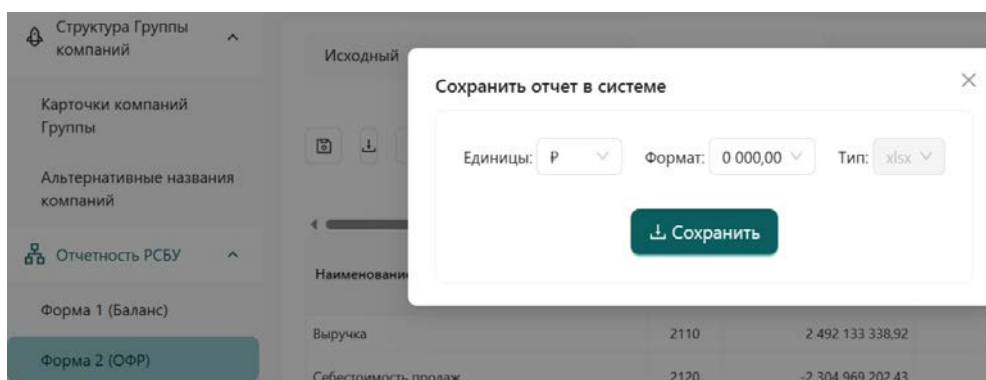 Структура Группы
компаний
Карточки компаний
Группы
Альтернативные названия
компаний
Отчетность РСБУ
Форма 1 (Баланс)
Форма 2 (ОФР)
Исходный
Сохранить отчет в системе
Единицы: ₽ Формат: 0 000,00 Тип: xlsx
Сохранить
Наименование
Выручка 2110 2 492 133 338,92
Себестоимость продаж 2120 -2 304 969 202,43